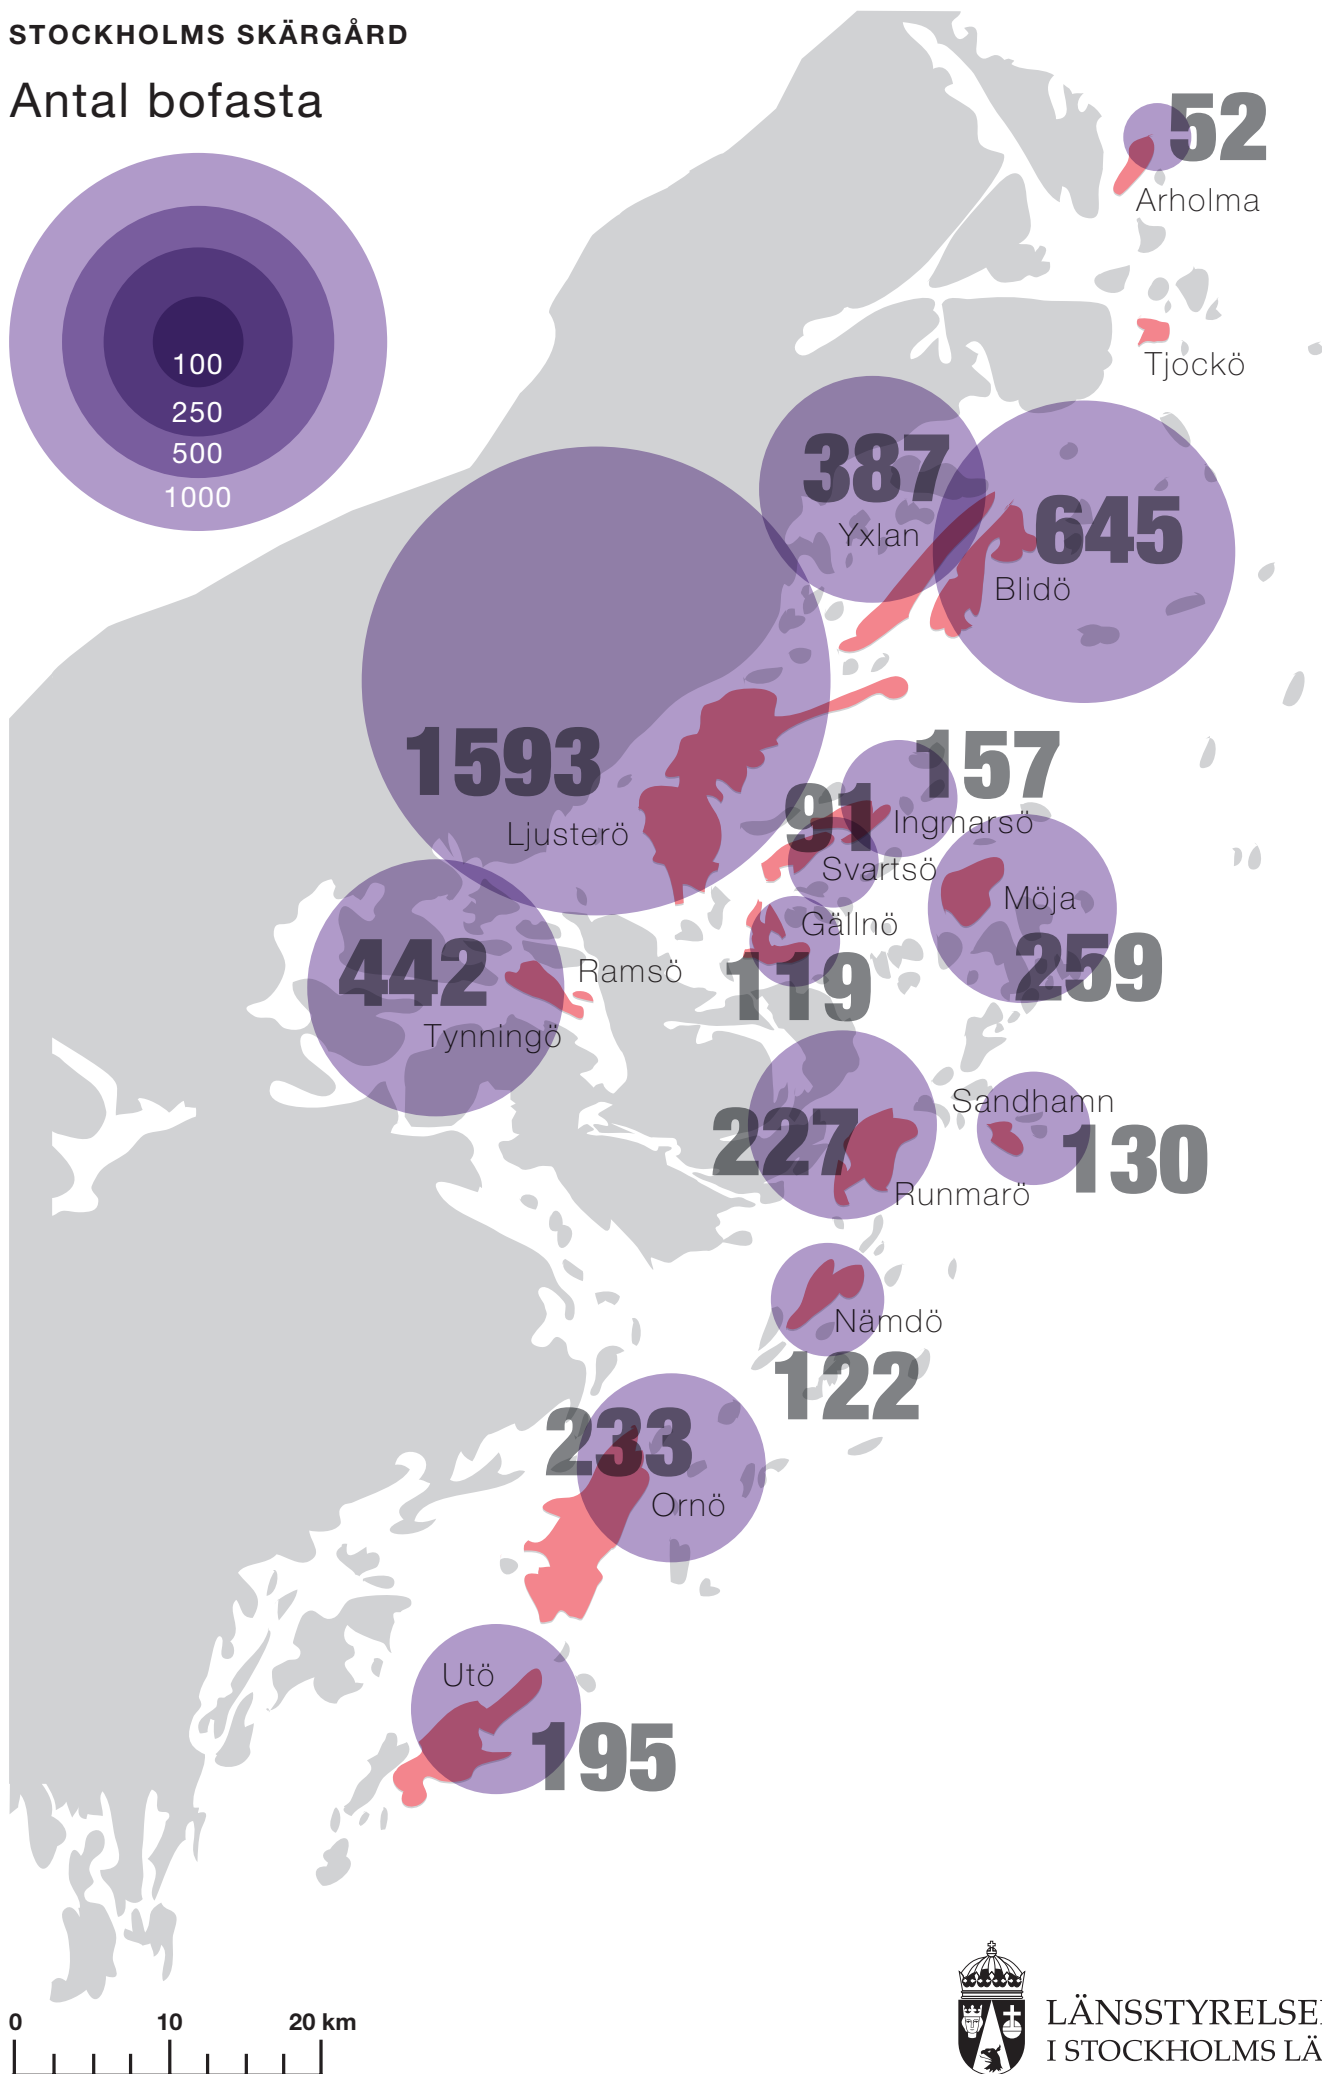 STOCKHOLMS SKÄRGÅRD
Antal bofasta
100
250
500
1000
52
Arholma
Tjockö
387
Yxlan
645
Blidö
1593
Ljusterö
157
Ingmarsö
91
Svartsö
Möja
259
Gällnö
119
442
Ramsö
Tynningö
Sandhamn
130
227
Runmarö
Nämdö
122
233
Ornö
Utö
195
0 10 20 km
LÄNSSTYRELSE
I STOCKHOLMS LÄ